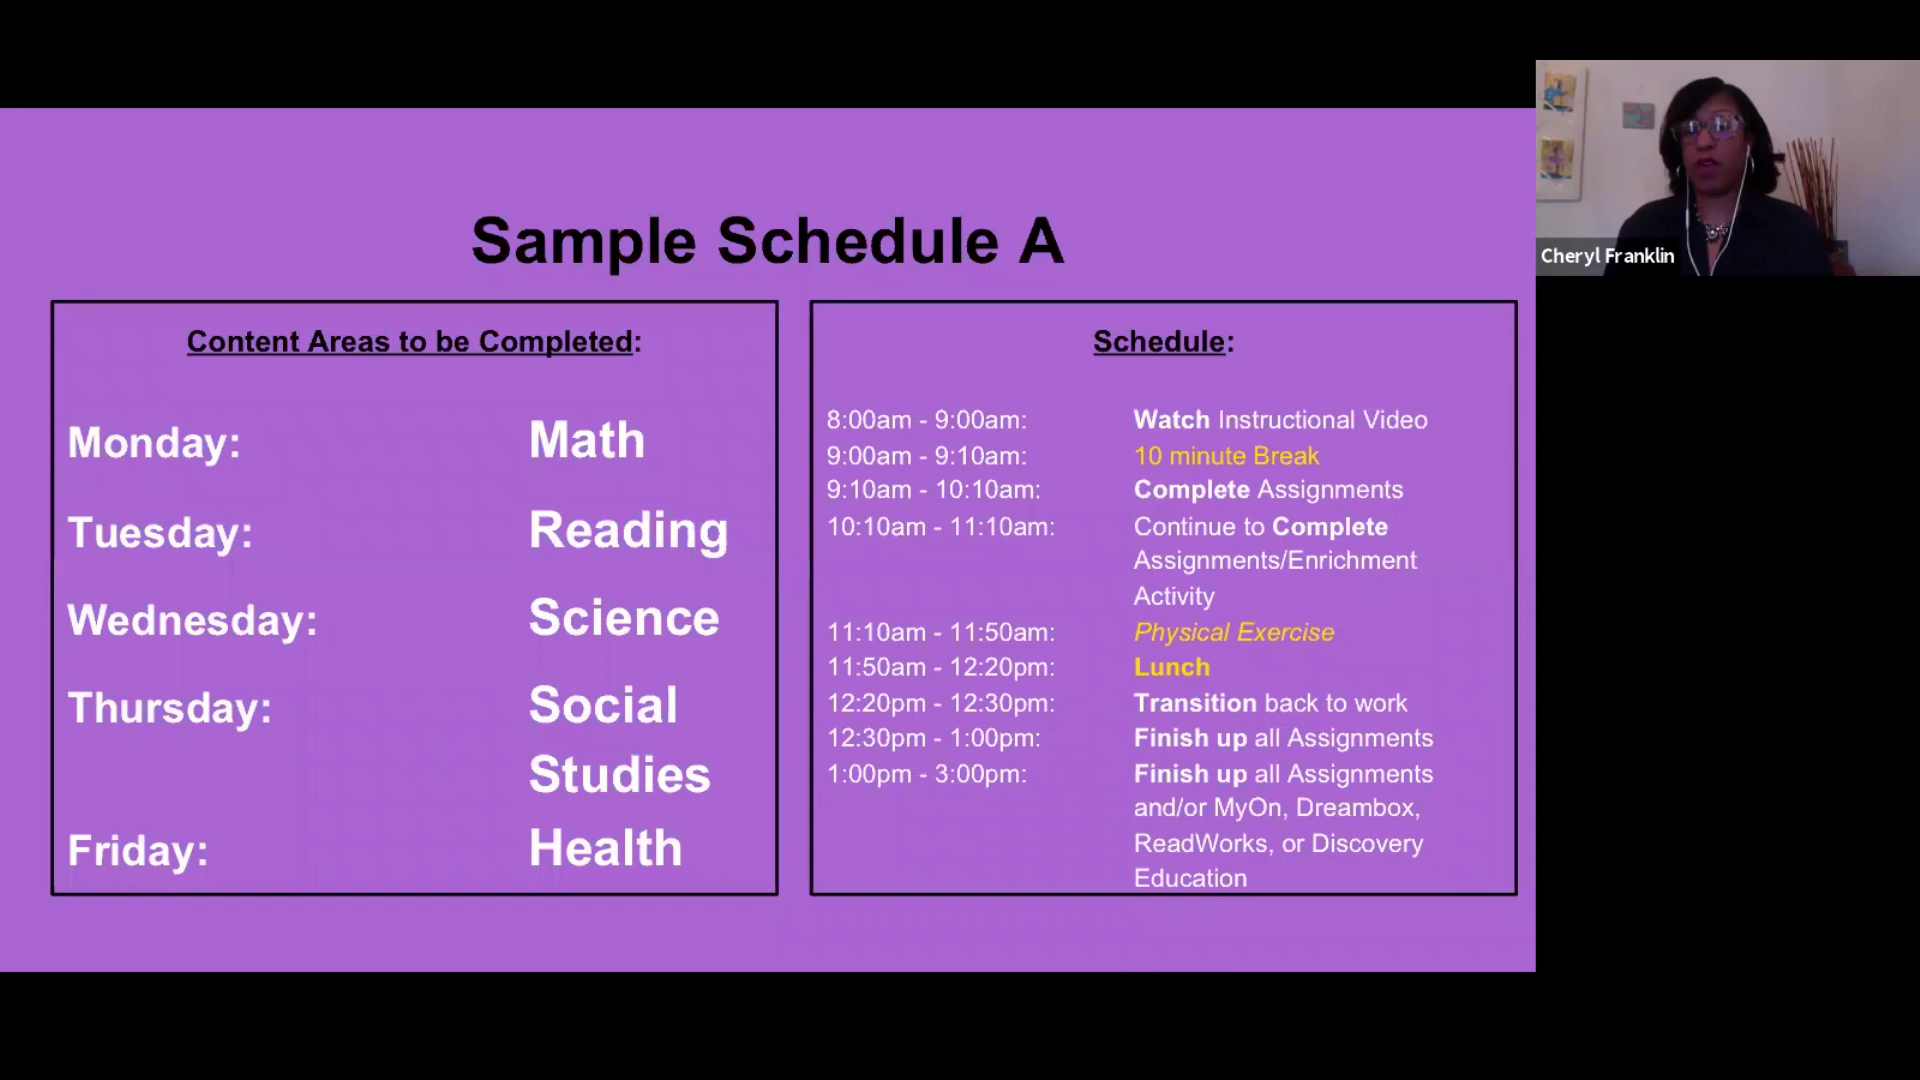 Sample Schedule A
Content Areas to be Completed:
Monday: Math
Tuesday: Reading
Wednesday: Science
Thursday: Social
Studies
Friday: Health
Schedule:
8:00am - 9:00am: Watch Instructional Video
9:00am - 9:10am: 10 minute Break
9:10am - 10:10am: Complete Assignments
10:10am - 11:10am: Continue to Complete
Assignments/Enrichment
Activity
11:10am - 11:50am: Physical Exercise
11:50am - 12:20pm: Lunch
12:20pm - 12:30pm: Transition back to work
12:30pm - 1:00pm: Finish up all Assignments
1:00pm - 3:00pm: Finish up all Assignments
and/or MyOn, Dreambox,
ReadWorks, or Discovery
Education
Cheryl Franklin